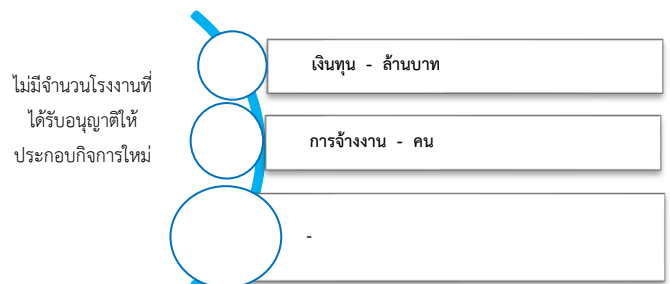 ไม่มีจำนวนโรงงานที่
ได้รับอนุญาติให้
ประกอบกิจการใหม่
เงินทุน - ล้านบาท
การจ้างงาน - คน
-